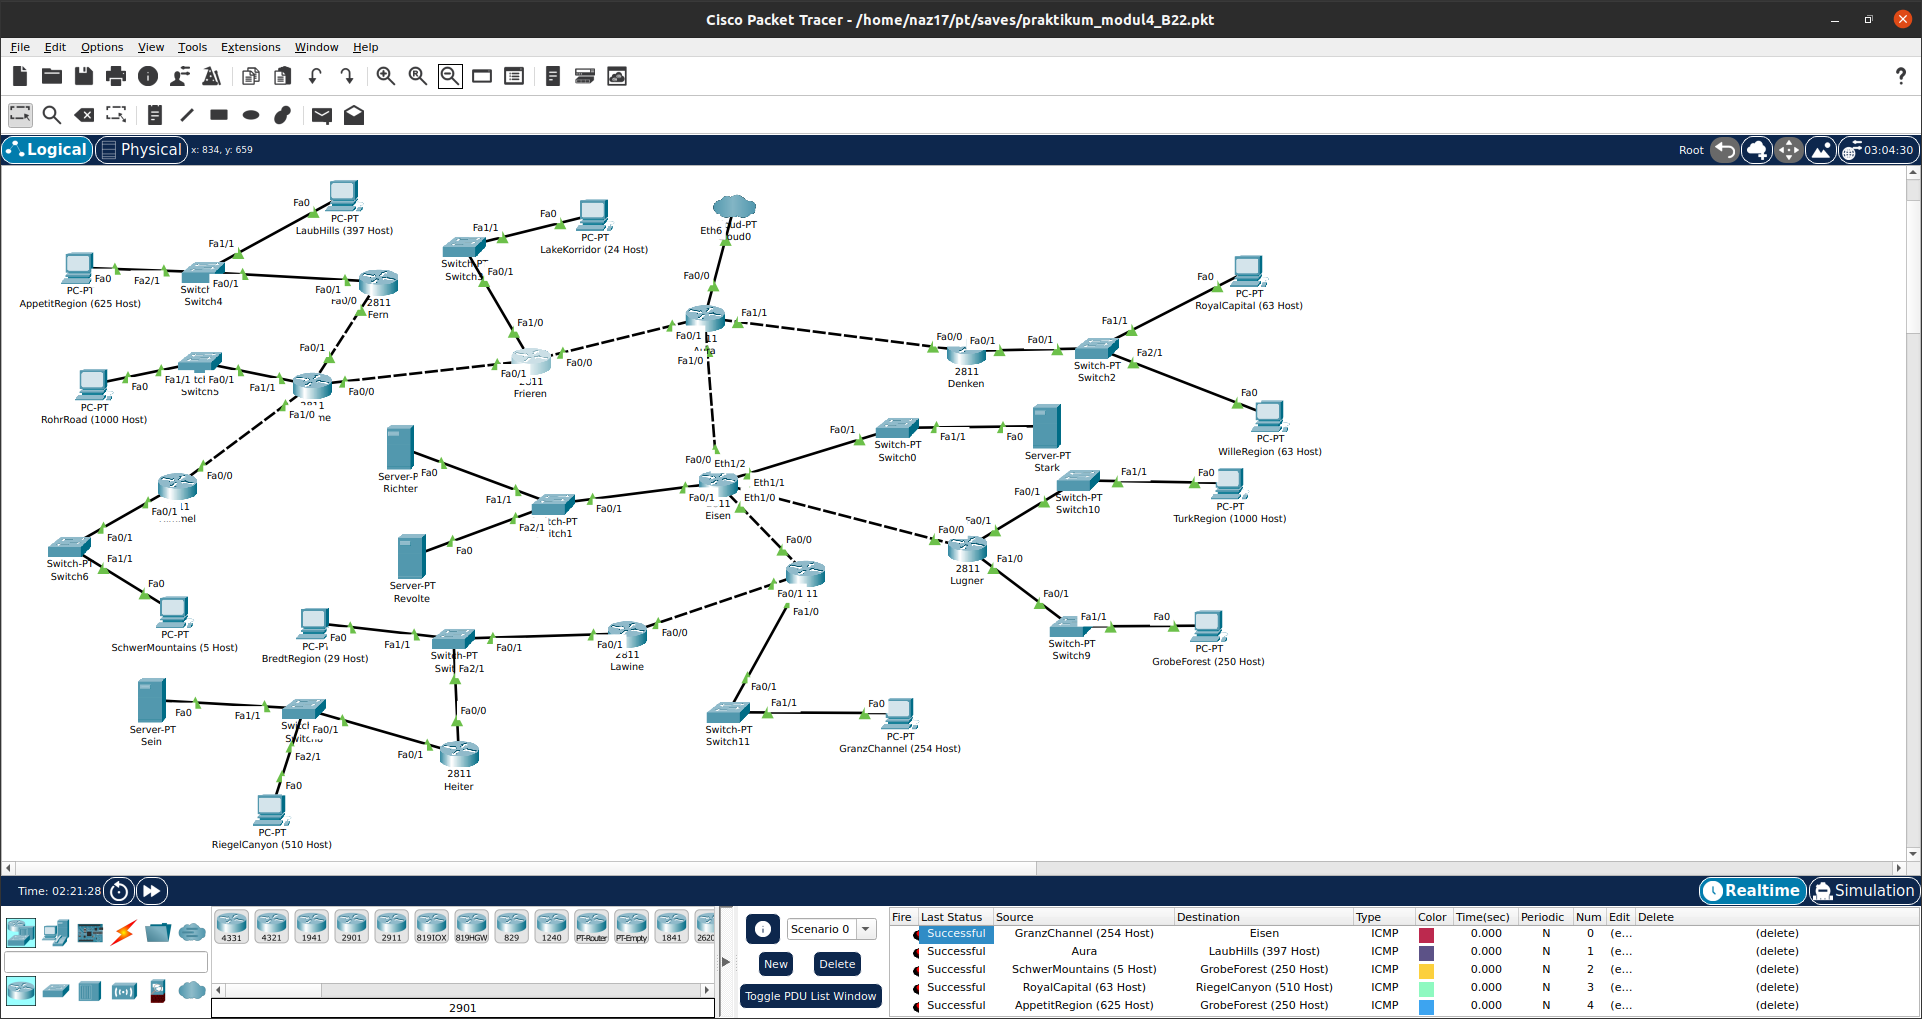 Cisco Packet Tracer - /home/naz17/pt/saves/praktikum_modul4_B22.pkt
File Edit Options View Tools Extensions Window Help
?
Logical Physical x: 834, y: 659 Root 03:04:30
Fa0
PC-PT
LaubHills (397 Host)
Fa1/1
PC-PT
AppetitRegion (625 Host)
Fa0
Fa2/1
Fa0/1
Switch4
Fa0/1
Fa0/0
2811
Fern
Fa0/1
Fa0
PC-PT
LakeKorridor (24 Host)
Fa1/1
Fa0/1
Fa1/0
Fa0/0
Fa0/1
2811
Frieren
Eth6
Fa0/0
Fa0/1
Fa1/1
Fa1/0
Fa0/0
Fa0/1
2811
Denken
Fa0/1
Switch-PT
Switch2
Fa1/1
Fa2/1
Fa0
PC-PT
RoyalCapital (63 Host)
Fa0
PC-PT
WilleRegion (63 Host)
PC-PT
RohrRoad (1000 Host)
Fa0
Fa1/1
Fa0/1
Switch5
Fa1/1
Fa0/0
Fa1/0
Fa0/0
Fa0/1
Fa0/1
Switch-PT
Switch6
Fa1/1
Fa0
PC-PT
SchwerMountains (5 Host)
Fa0
Richter
Fa1/1
Fa2/1
Fa0/1
Fa0
Server-PT
Revolte
Fa0/0
Eth1/2
Eth1/1
Eth1/0
Fa0/1
2811
Eisen
Fa0/1
Switch-PT
Switch0
Fa1/1
Fa0
Server-PT
Stark
Fa0/1
Switch-PT
Switch10
Fa1/1
Fa0
PC-PT
TurkRegion (1000 Host)
Fa0/0
Fa0/1
Fa1/0
2811
Lugner
Fa0/1
Fa1/1
Switch-PT
Switch9
Fa0
PC-PT
GrobeForest (250 Host)
Fa0/0
Fa0/1
Fa1/0
Fa0
BredtRegion (29 Host)
Fa1/1
Switch-PT
Fa2/1
Fa0/1
Fa0/1
2811
Lawine
Fa0/0
Server-PT
Sein
Fa0
Fa1/1
Fa0/1
Fa2/1
Fa0
PC-PT
RiegelCanyon (510 Host)
Fa0/0
Fa0/1
2811
Heiter
Fa0/1
Fa1/1
Switch-PT
Switch11
Fa0
PC-PT
GranzChannel (254 Host)
Time: 02:21:28 Realtime Simulation
4331 4321 1941 2901 2911 819IOX 819HGW 829 1240 PT-Router PT-Empty 1841
2901
Scenario 0
New Delete
Toggle PDU List Window
Fire Last Status Source Destination Type Color Time(sec) Periodic Num Edit Delete
Successful GranzChannel (254 Host) Eisen ICMP 0.000 N 0 (e... (delete)
Successful Aura LaubHills (397 Host) ICMP 0.000 N 1 (e... (delete)
Successful SchwerMountains (5 Host) GrobeForest (250 Host) ICMP 0.000 N 2 (e... (delete)
Successful RoyalCapital (63 Host) RiegelCanyon (510 Host) ICMP 0.000 N 3 (e... (delete)
Successful AppetitRegion (625 Host) GrobeForest (250 Host) ICMP 0.000 N 4 (e... (delete)